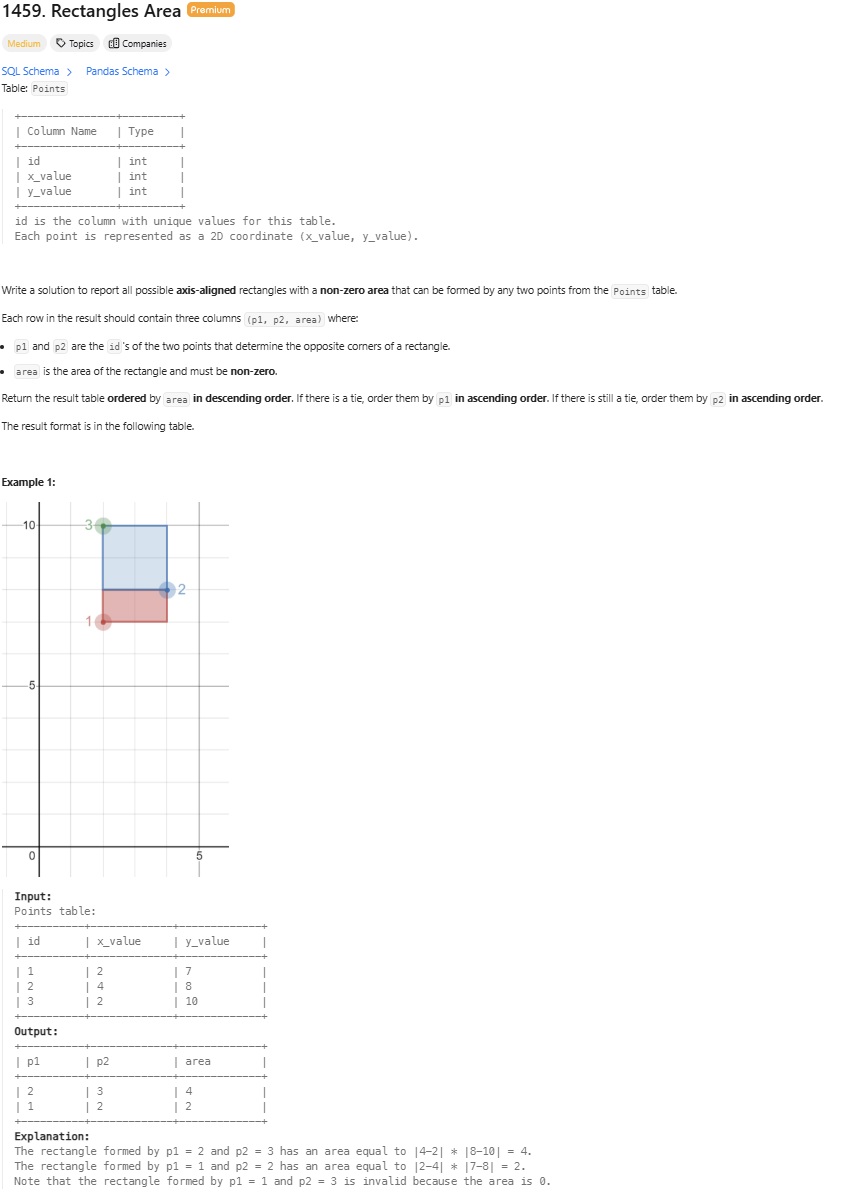 1459. Rectangles Area Premium
Medium Topics Companies
SQL Schema > Pandas Schema >
Table: Points
+---------------+---------+
| Column Name | Type |
+---------------+---------+
| id | int |
| x_value | int |
| y_value | int |
+---------------+---------+
id is the column with unique values for this table.
Each point is represented as a 2D coordinate (x_value, y_value).
Write a solution to report all possible axis-aligned rectangles with a non-zero area that can be formed by any two points from the Points table.
Each row in the result should contain three columns (p1, p2, area) where:
• p1 and p2 are the id's of the two points that determine the opposite corners of a rectangle.
• area is the area of the rectangle and must be non-zero.
Return the result table ordered by area in descending order. If there is a tie, order them by p1 in ascending order. If there is still a tie, order them by p2 in ascending order.
The result format is in the following table.
Example 1:
10 3
2
1
5
0 5
Input:
Points table:
+----------+-------------+-------------+
| id | x_value | y_value |
+----------+-------------+-------------+
| 1 | 2 | 7 |
| 2 | 4 | 8 |
| 3 | 2 | 10 |
+----------+-------------+-------------+
Output:
+----------+-------------+-------------+
| p1 | p2 | area |
+----------+-------------+-------------+
| 2 | 3 | 4 |
| 1 | 2 | 2 |
+----------+-------------+-------------+
Explanation:
The rectangle formed by p1 = 2 and p2 = 3 has an area equal to |4-2| * |8-10| = 4.
The rectangle formed by p1 = 1 and p2 = 2 has an area equal to |2-4| * |7-8| = 2.
Note that the rectangle formed by p1 = 1 and p2 = 3 is invalid because the area is 0.